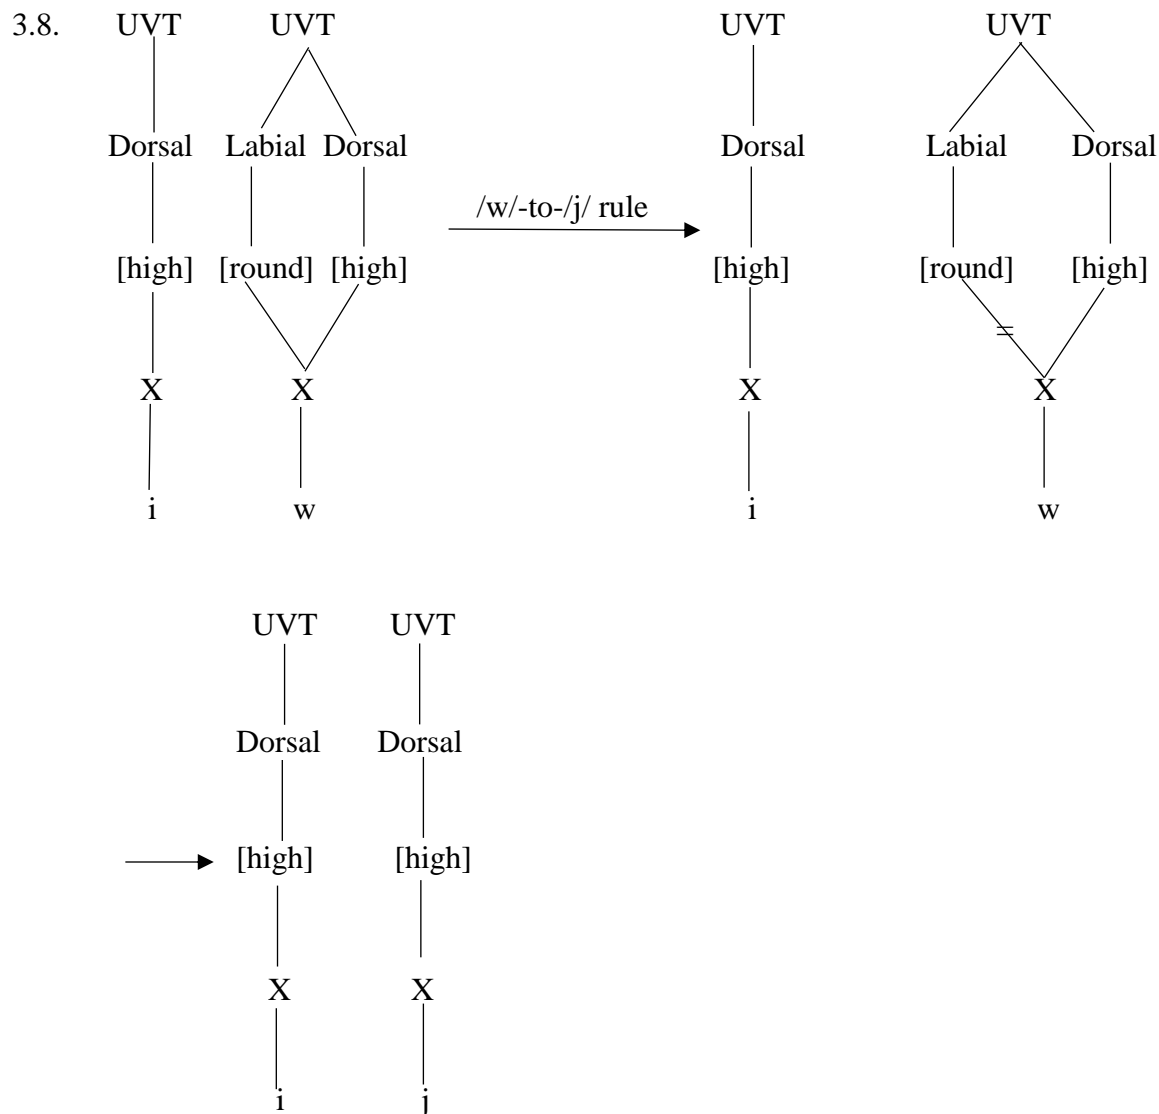 3.8. UVT UVT UVT UVT
Dorsal Labial Dorsal Dorsal Labial Dorsal
/w/-to-/j/ rule
[high] [round] [high] [high] [round] [high]
X X X X
i w i w
UVT UVT
Dorsal Dorsal
[high] [high]
X X
i j